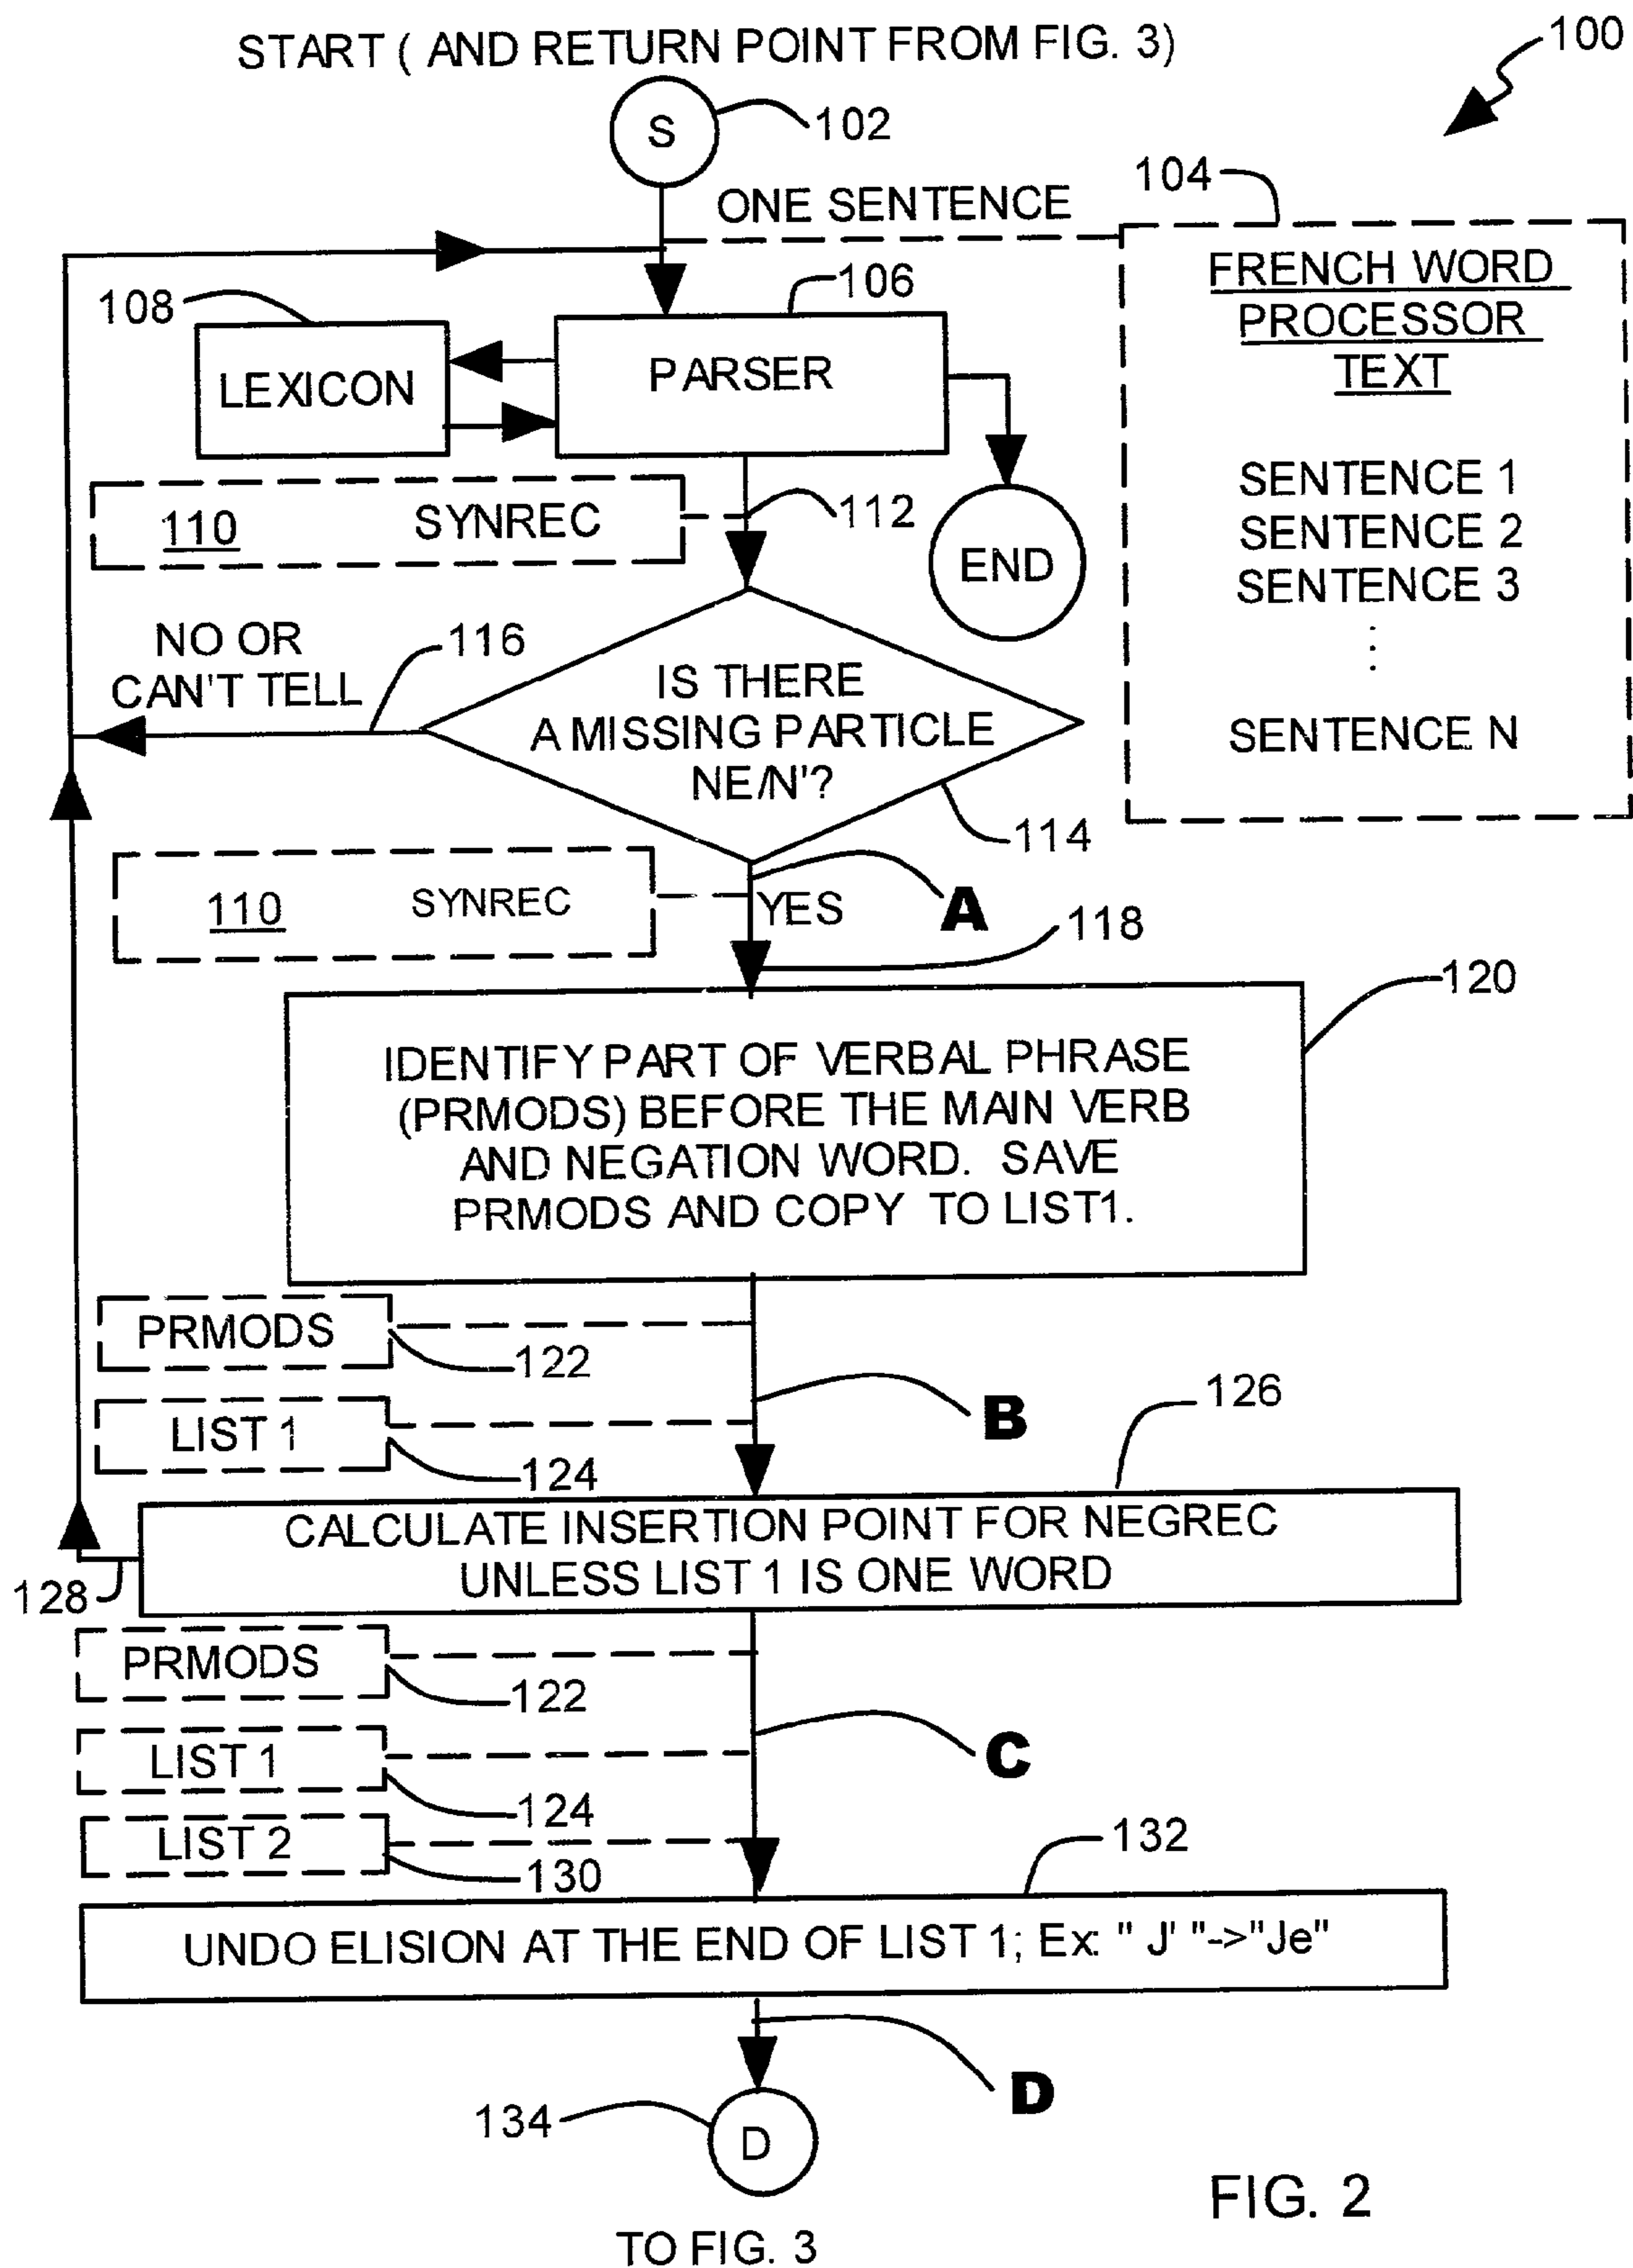 START ( AND RETURN POINT FROM FIG. 3)
100
S
102
104
ONE SENTENCE
FRENCH WORD
PROCESSOR
TEXT
SENTENCE 1
SENTENCE 2
SENTENCE 3
⋮
SENTENCE N
106
108
PARSER
LEXICON
110 SYNREC
112
END
NO OR
CAN'T TELL
116
IS THERE
A MISSING PARTICLE
NE/N'?
114
110 SYNREC
YES
A
118
120
IDENTIFY PART OF VERBAL PHRASE
(PRMODS) BEFORE THE MAIN VERB
AND NEGATION WORD. SAVE
PRMODS AND COPY TO LIST1.
PRMODS
122
B
126
LIST 1
124
CALCULATE INSERTION POINT FOR NEGREC
UNLESS LIST 1 IS ONE WORD
128
PRMODS
122
C
LIST 1
124
LIST 2
130
132
UNDO ELISION AT THE END OF LIST 1; Ex: " J' "->"Je"
D
134
D
FIG. 2
TO FIG. 3